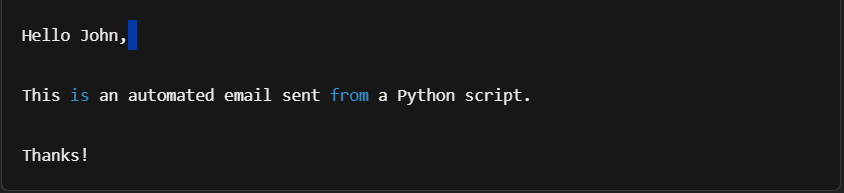 Hello John,
This is an automated email sent from a Python script.
Thanks!